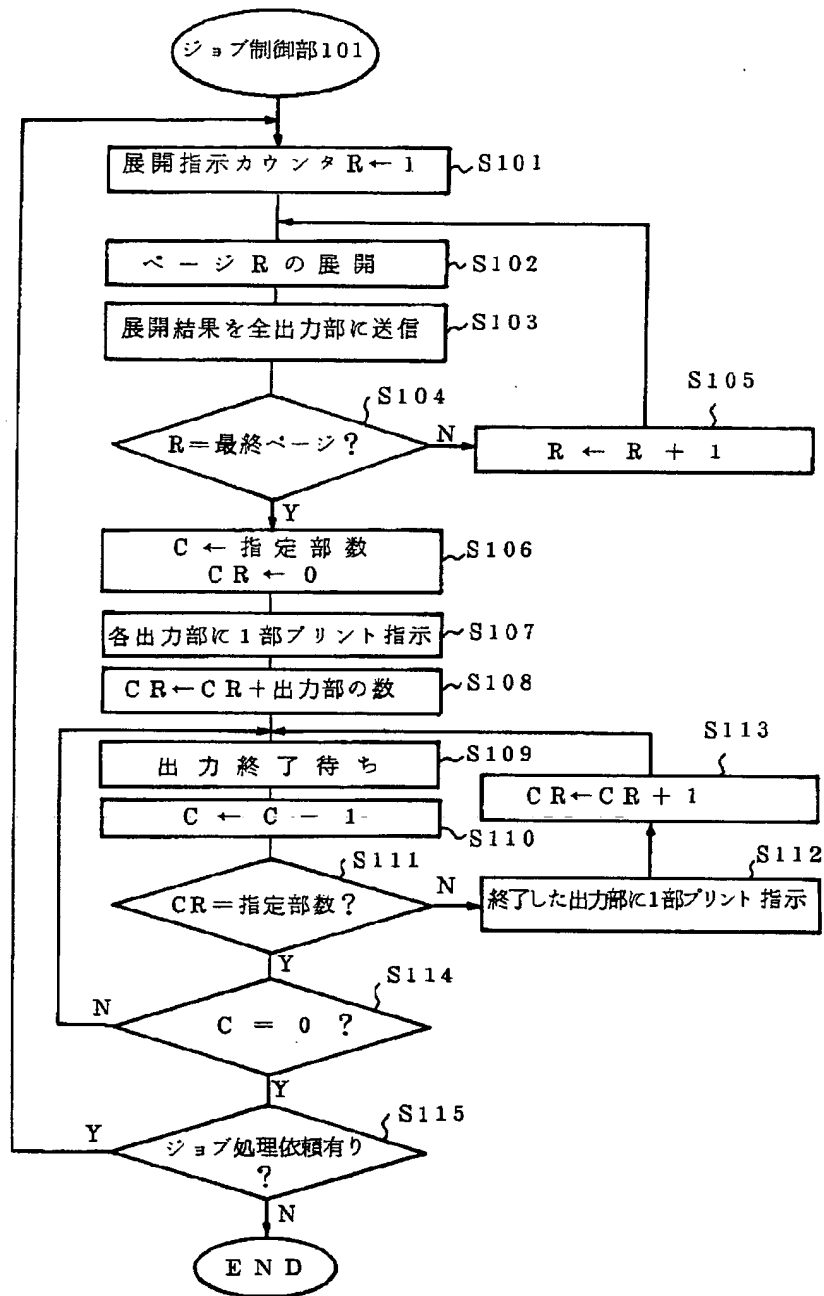 ジョブ制御部101
展開指示カウンタR←1
S101
ページRの展開
S102
展開結果を全出力部に送信
S103
S104
R=最終ページ?
N
S105
R ← R + 1
Y
C ← 指定部数
CR ← 0
S106
各出力部に1部プリント指示
S107
CR←CR+出力部の数
S108
出力終了待ち
S109
C ← C - 1
S110
S111
CR=指定部数?
N
S112
終了した出力部に1部プリント指示
S113
CR←CR+1
Y
S114
C = 0 ?
N
Y
S115
ジョブ処理依頼有り
?
Y
N
END